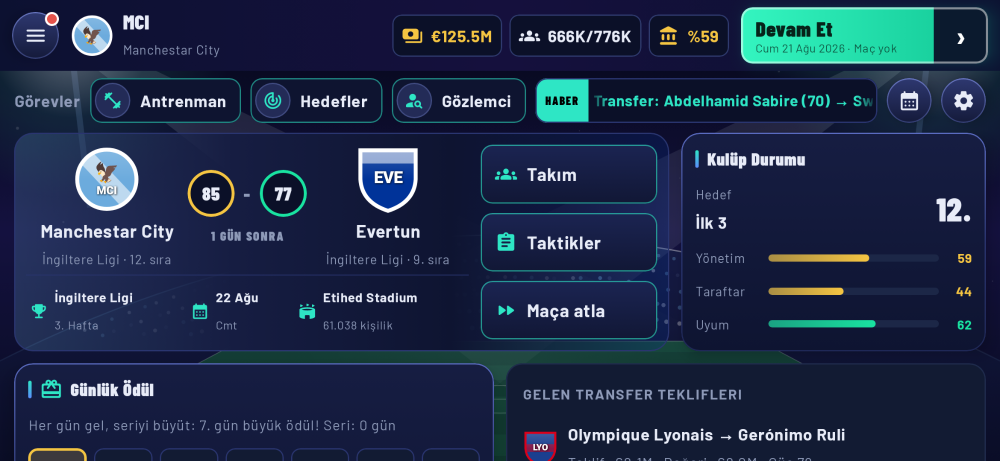 MCI
Manchestar City
€125.5M
666K/776K
%59
Devam Et
Cum 21 Ağu 2026 · Maç yok
Görevler
Antrenman
Hedefler
Gözlemci
HABER
Transfer: Abdelhamid Sabire (70) → Sw
MCI
85 - 77
EVE
Manchestar City
1 GÜN SONRA
Evertun
İngiltere Ligi · 12. sıra
İngiltere Ligi · 9. sıra
İngiltere Ligi
3. Hafta
22 Ağu
Cmt
Etihed Stadium
61.038 kişilik
Takım
Taktikler
Maça atla
Kulüp Durumu
Hedef
İlk 3
12.
Yönetim 59
Taraftar 44
Uyum 62
Günlük Ödül
Her gün gel, seriyi büyüt: 7. gün büyük ödül! Seri: 0 gün
GELEN TRANSFER TEKLİFLERİ
LYO
Olympique Lyonais → Gerónimo Ruli